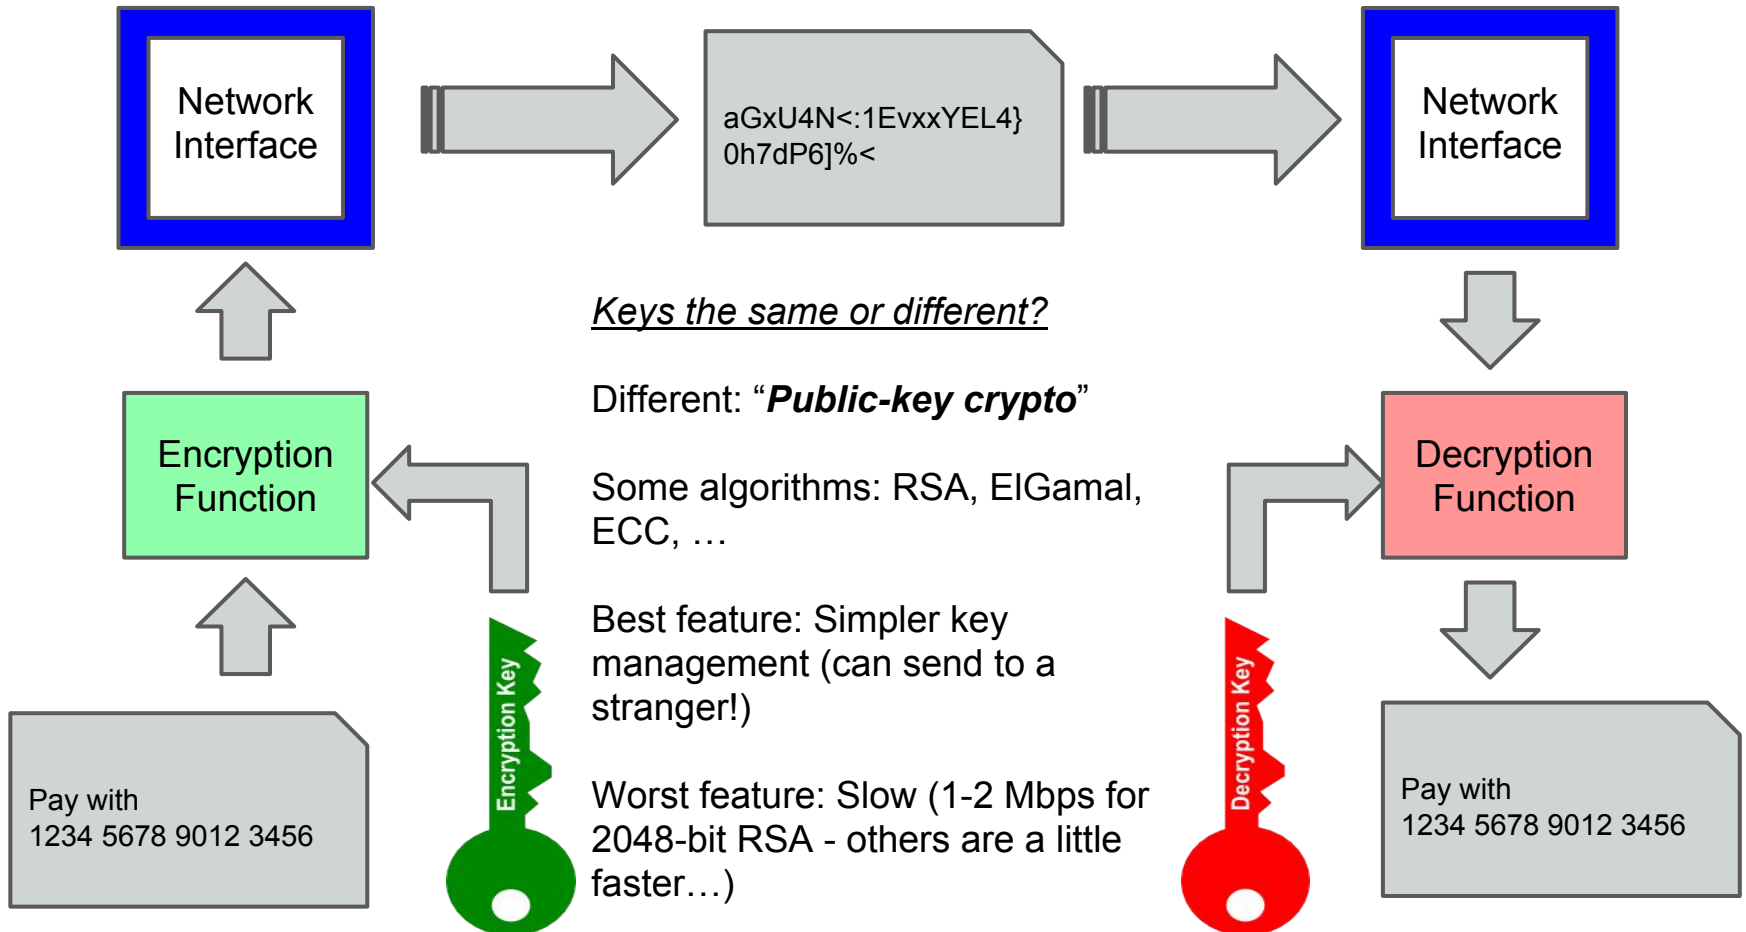 Network
Interface
aGxU4N<:1EvxxYEL4}
0h7dP6]%<
Network
Interface
Keys the same or different?
Different: “Public-key crypto”
Encryption
Function
Some algorithms: RSA, ElGamal,
ECC, …
Decryption
Function
Best feature: Simpler key
management (can send to a
stranger!)
Encryption Key
Decryption Key
Worst feature: Slow (1-2 Mbps for
2048-bit RSA - others are a little
faster…)
Pay with
1234 5678 9012 3456
Pay with
1234 5678 9012 3456